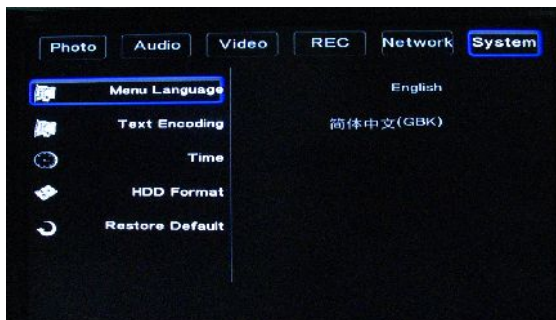 Photo Audio Video REC Network System
Menu Language English
Text Encoding 简体中文(GBK)
Time
HDD Format
Restore Default